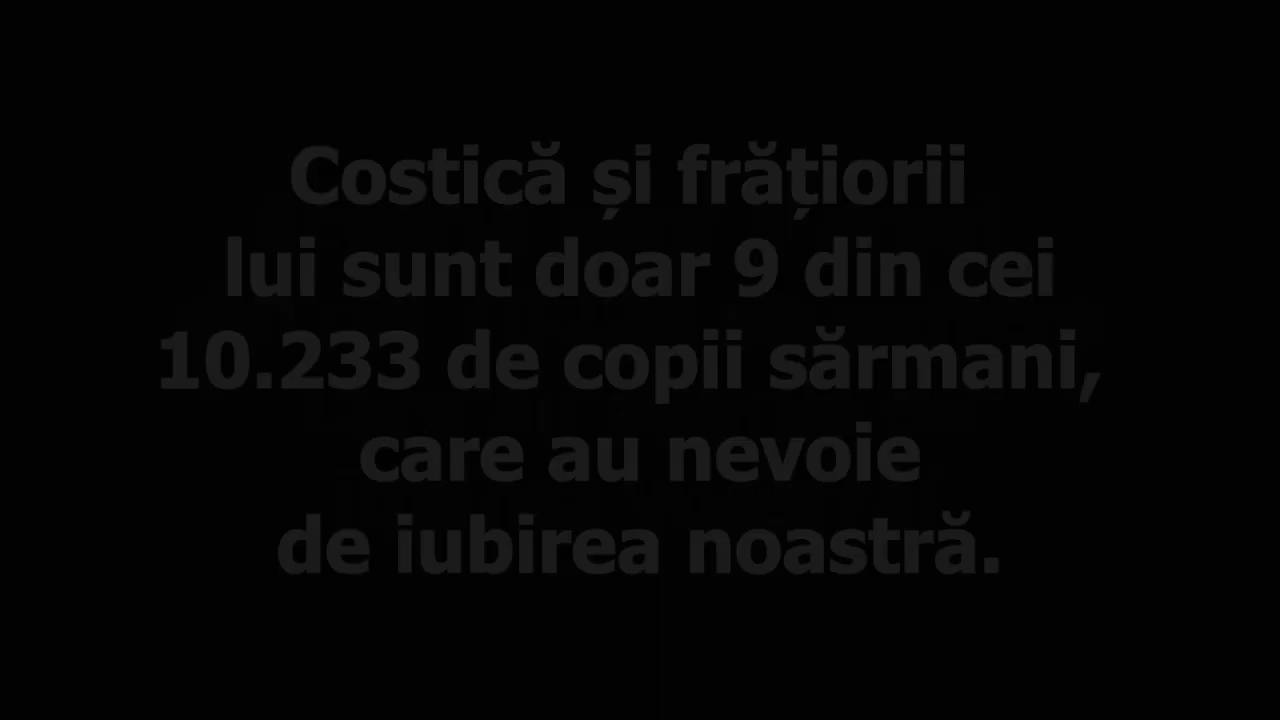 Costică și frățiorii
lui sunt doar 9 din cei
10.233 de copii sărmani,
care au nevoie
de iubirea noastră.